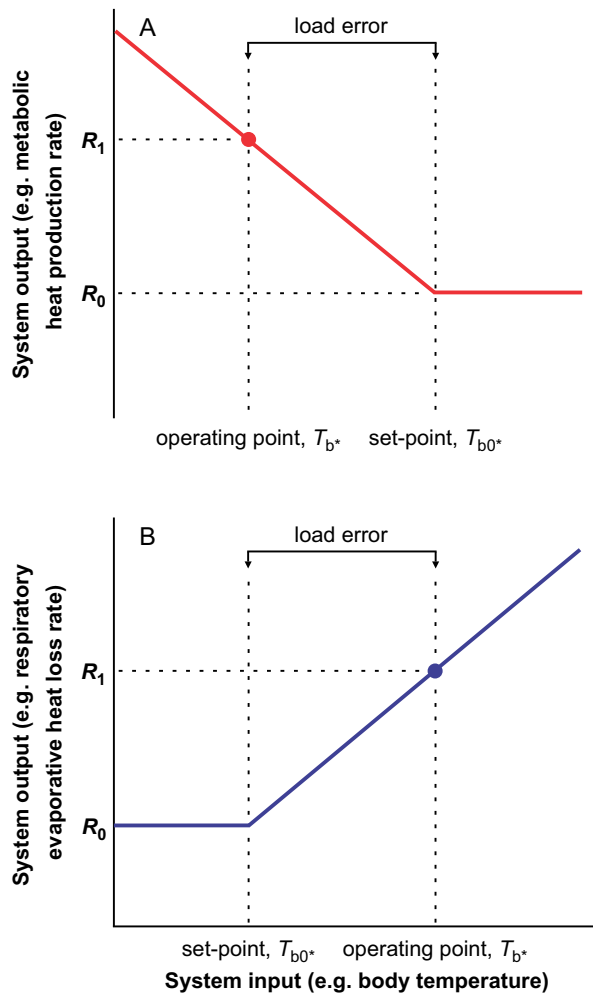 A
load error
System output (e.g. metabolic
heat production rate)
R1
R0
operating point, Tb* set-point, Tb0*
B
load error
System output (e.g. respiratory
evaporative heat loss rate)
R1
R0
set-point, Tb0* operating point, Tb*
System input (e.g. body temperature)